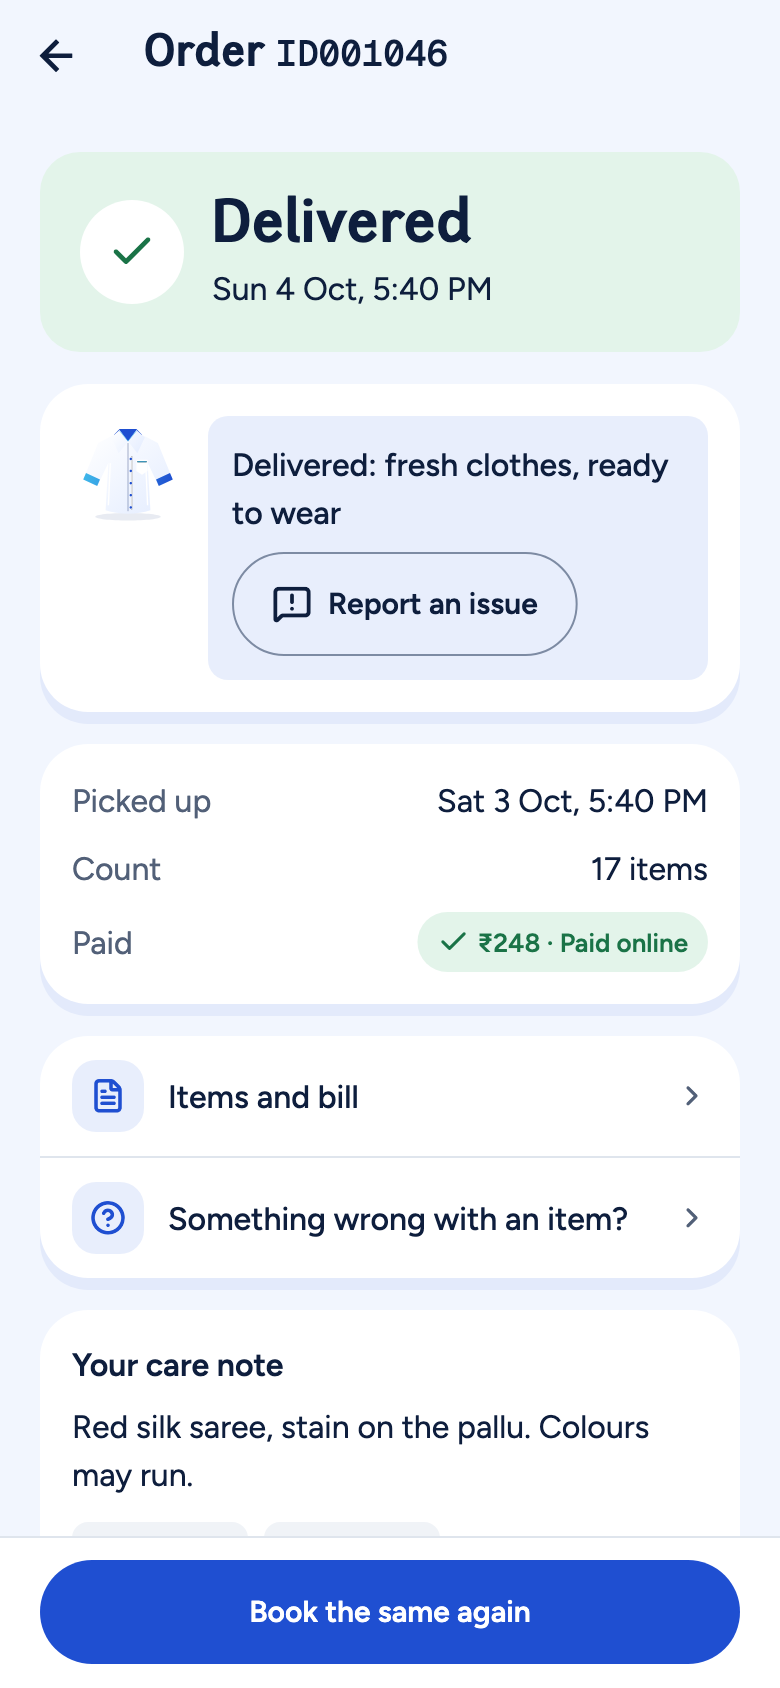 Order ID001046
Delivered
Sun 4 Oct, 5:40 PM
Delivered: fresh clothes, ready
to wear
Report an issue
Picked up Sat 3 Oct, 5:40 PM
Count 17 items
Paid ₹248 · Paid online
Items and bill
Something wrong with an item?
Your care note
Red silk saree, stain on the pallu. Colours
may run.
Book the same again